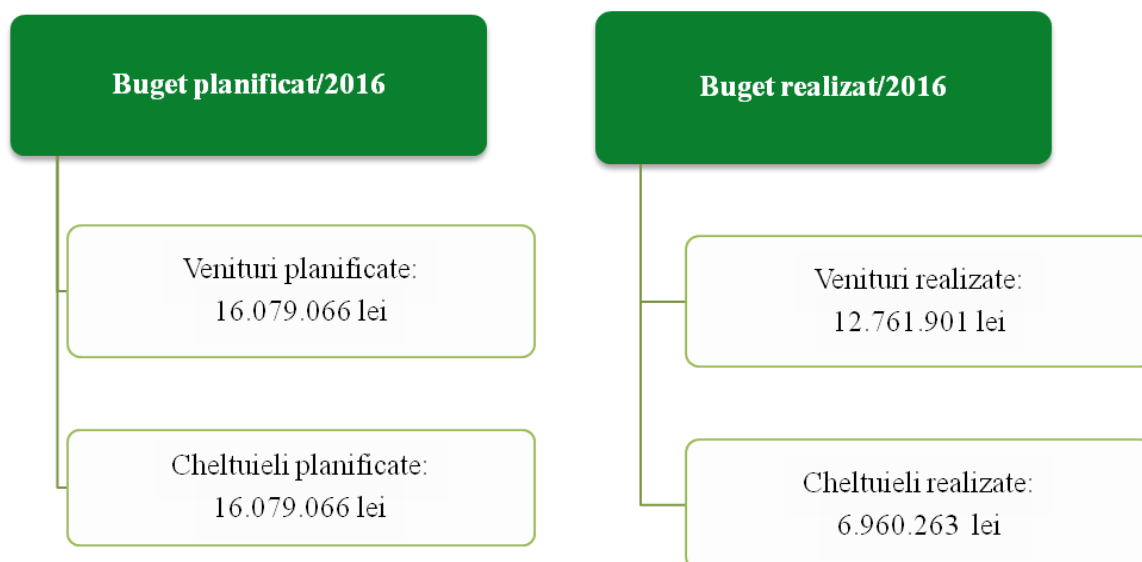 Buget planificat/2016
Venituri planificate:
16.079.066 lei
Cheltuieli planificate:
16.079.066 lei
Buget realizat/2016
Venituri realizate:
12.761.901 lei
Cheltuieli realizate:
6.960.263 lei